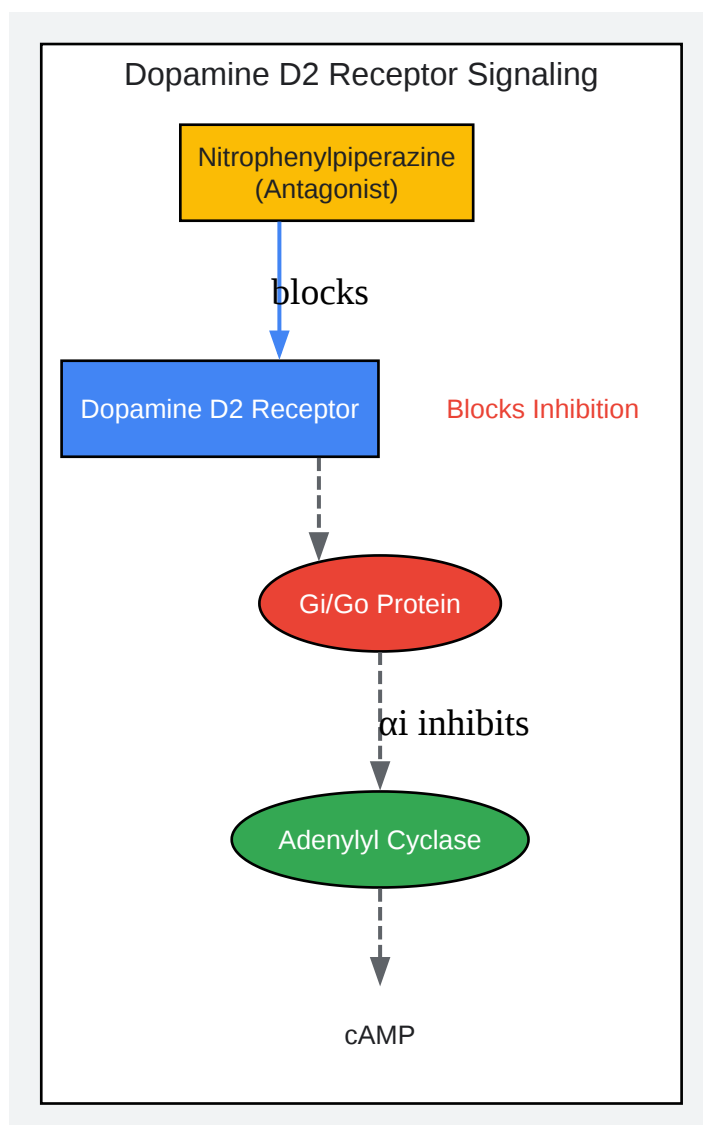 Dopamine D2 Receptor Signaling
Nitrophenylpiperazine
(Antagonist)
blocks
Dopamine D2 Receptor
Blocks Inhibition
Gi/Go Protein
αi inhibits
Adenylyl Cyclase
cAMP